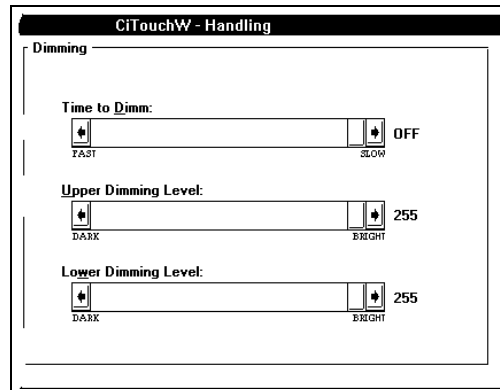 CiTouchW - Handling
Dimming
Time to Dimm:
OFF
FAST SLOW
Upper Dimming Level:
255
DARK BRIGHT
Lower Dimming Level:
255
DARK BRIGHT